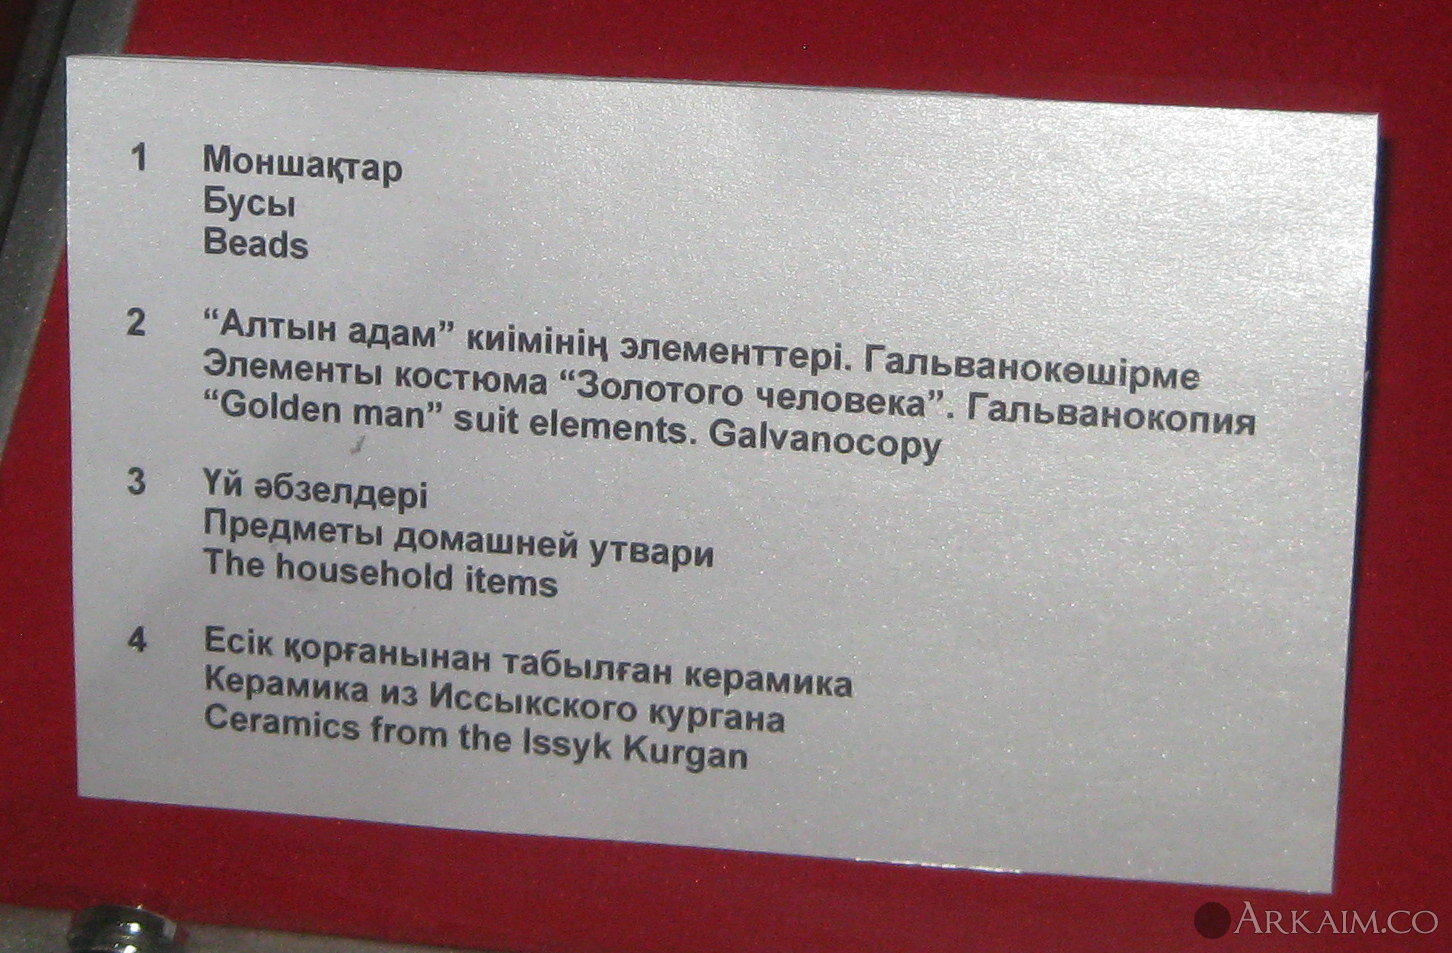 1 Моншақтар
Бусы
Beads
2 “Алтын адам” киімінің элементтері. Гальванокөшірме
Элементы костюма “Золотого человека”. Гальванокопия
“Golden man” suit elements. Galvanocopy
3 Үй әбзелдері
Предметы домашней утвари
The household items
4 Есік қорғанынан табылған керамика
Керамика из Иссыкского кургана
Ceramics from the Issyk Kurgan
ARKAIM.CO